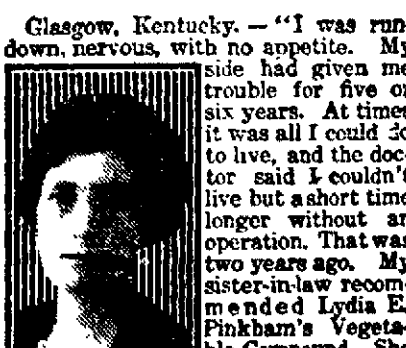 Glasgow, Kentucky. — "I was run
down, nervous, with no appetite. My
side had given me
trouble for five or
six years. At times
it was all I could do
to live, and the doc-
tor said I couldn't
live but a short time
longer without an
operation. That was
two years ago. My
sister-in-law recom-
mended Lydia E.
Pinkham's Vegeta-
ble Compound. She